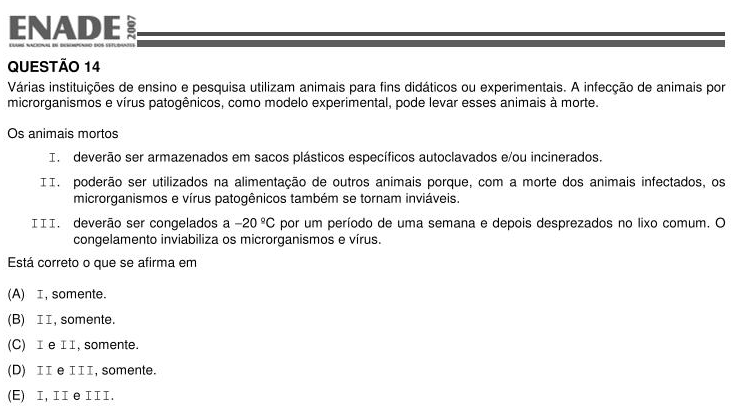 ENADE 2007
EXAME NACIONAL DE DESEMPENHO DOS ESTUDANTES
QUESTÃO 14
Várias instituições de ensino e pesquisa utilizam animais para fins didáticos ou experimentais. A infecção de animais por
microrganismos e vírus patogênicos, como modelo experimental, pode levar esses animais à morte.
Os animais mortos
I. deverão ser armazenados em sacos plásticos específicos autoclavados e/ou incinerados.
II. poderão ser utilizados na alimentação de outros animais porque, com a morte dos animais infectados, os
microrganismos e vírus patogênicos também se tornam inviáveis.
III. deverão ser congelados a −20 ºC por um período de uma semana e depois desprezados no lixo comum. O
congelamento inviabiliza os microrganismos e vírus.
Está correto o que se afirma em
(A) I, somente.
(B) II, somente.
(C) I e II, somente.
(D) II e III, somente.
(E) I, II e III.